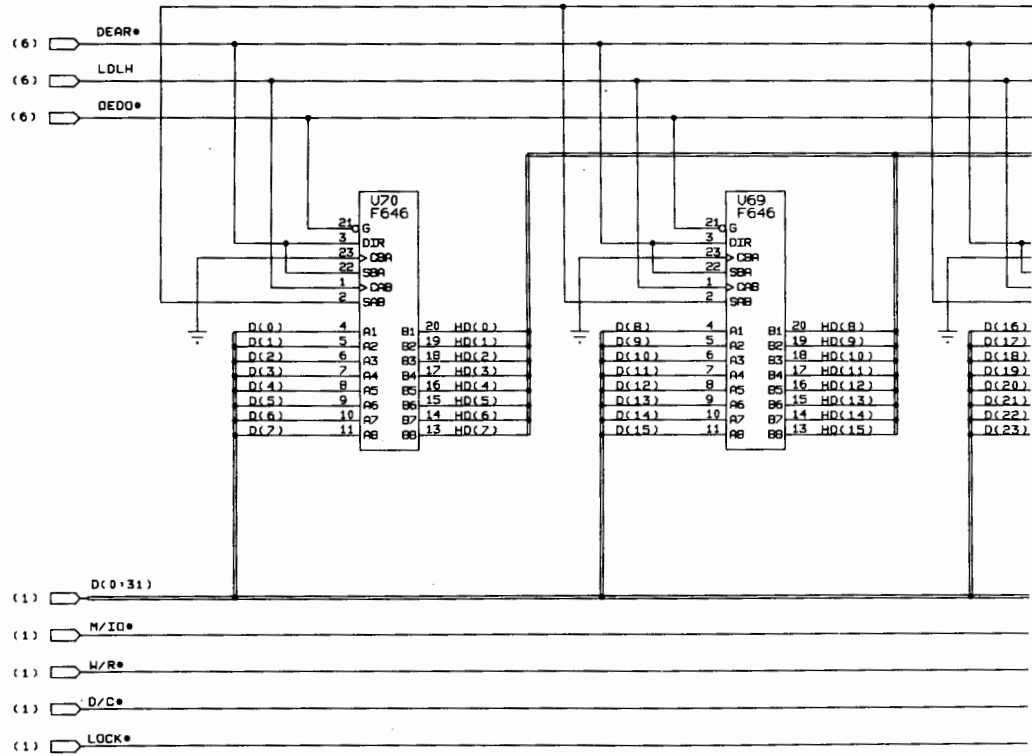 (6) DEAR*
(6) LDLH
(6) DEDO*
U70
F646
21 G
3 DIR
23 CBA
22 SBA
1 CAB
2 SAB
D(0) 4 A1 B1 20 HD(0)
D(1) 5 A2 B2 19 HD(1)
D(2) 6 A3 B3 18 HD(2)
D(3) 7 A4 B4 17 HD(3)
D(4) 8 A5 B5 16 HD(4)
D(5) 9 A6 B6 15 HD(5)
D(6) 10 A7 B7 14 HD(6)
D(7) 11 A8 B8 13 HD(7)
U69
F646
21 G
3 DIR
23 CBA
22 SBA
1 CAB
2 SAB
D(8) 4 A1 B1 20 HD(8)
D(9) 5 A2 B2 19 HD(9)
D(10) 6 A3 B3 18 HD(10)
D(11) 7 A4 B4 17 HD(11)
D(12) 8 A5 B5 16 HD(12)
D(13) 9 A6 B6 15 HD(13)
D(14) 10 A7 B7 14 HD(14)
D(15) 11 A8 B8 13 HD(15)
D(16)
D(17)
D(18)
D(19)
D(20)
D(21)
D(22)
D(23)
(1) D(0:31)
(1) M/IO*
(1) W/R*
(1) D/C*
(1) LOCK*